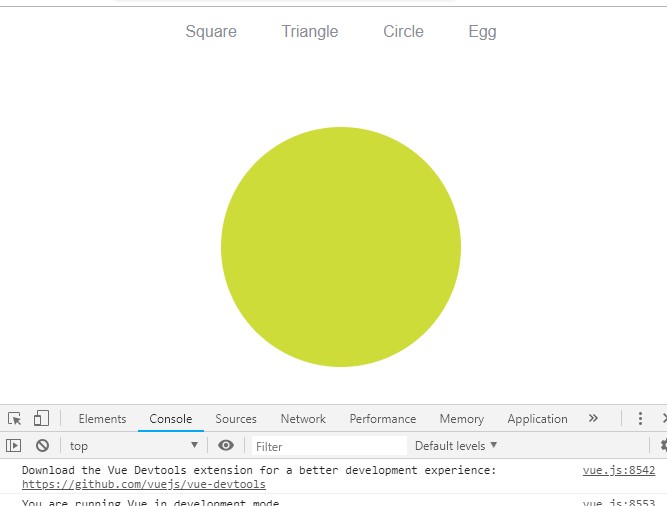 Square Triangle Circle Egg
Elements Console Sources Network Performance Memory Application »
top Filter Default levels
Download the Vue Devtools extension for a better development experience: vue.js:8542
https://github.com/vuejs/vue-devtools
You are running Vue in development mode. vue.js:8553